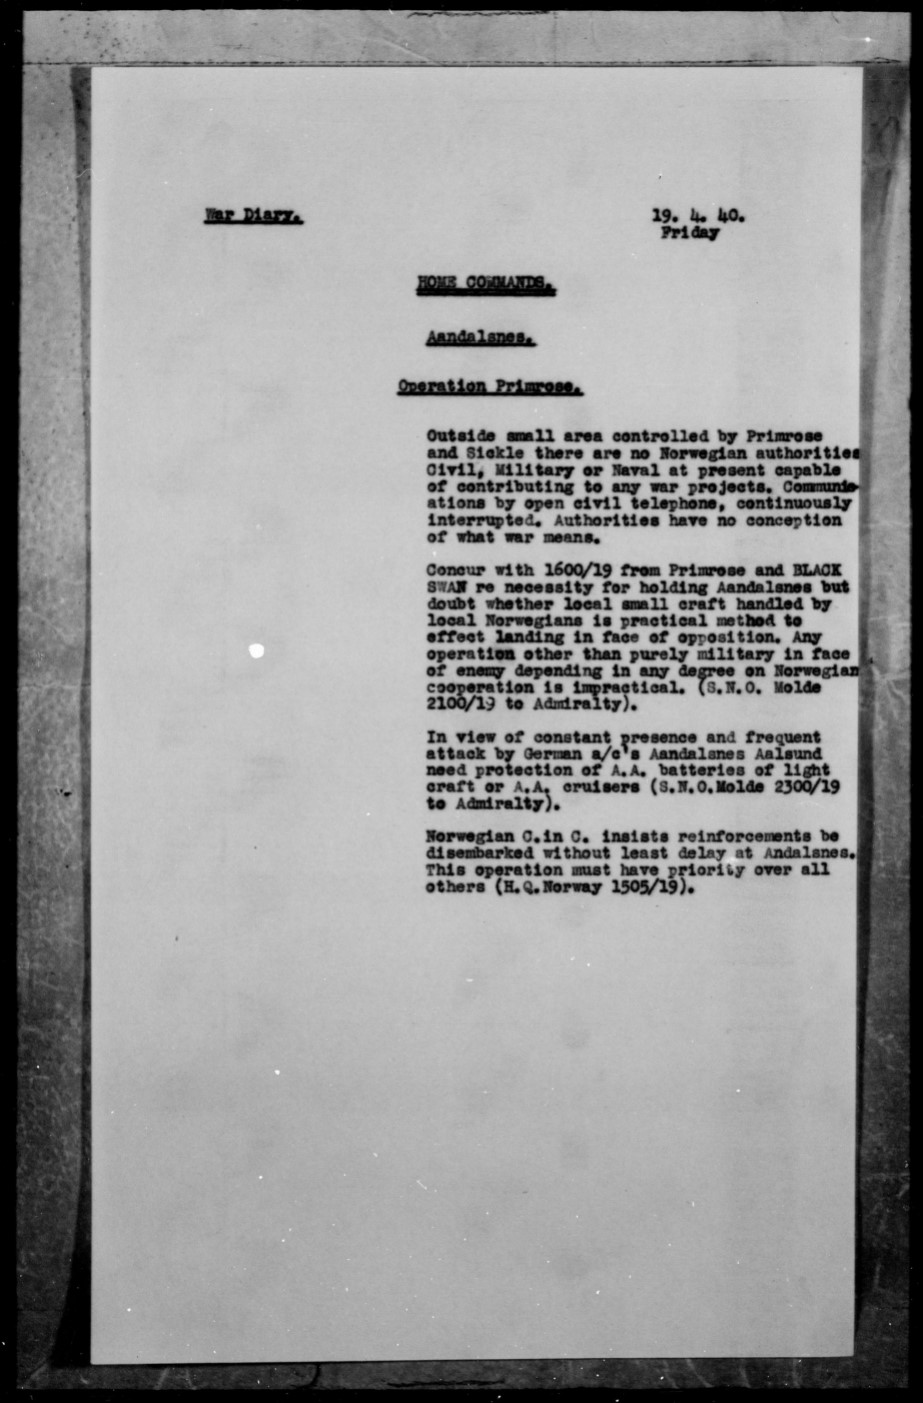 War Diary.
19. 4. 40.
Friday
HOME COMMANDS.
Aandalsnes.
Operation Primrose.
Outside small area controlled by Primrose
and Sickle there are no Norwegian authorities
Civil, Military or Naval at present capable
of contributing to any war projects. Communic-
ations by open civil telephone, continuously
interrupted. Authorities have no conception
of what war means.
Concur with 1600/19 from Primrose and BLACK
SWAN re necessity for holding Aandalsnes but
doubt whether local small craft handled by
local Norwegians is practical method to
effect landing in face of opposition. Any
operation other than purely military in face
of enemy depending in any degree on Norwegian
cooperation is impractical. (S.N.O. Molde
2100/19 to Admiralty).
In view of constant presence and frequent
attack by German a/c's Aandalsnes Aalsund
need protection of A.A. batteries of light
craft or A.A. cruisers (S.N.O.Molde 2300/19
to Admiralty).
Norwegian C.in C. insists reinforcements be
disembarked without least delay at Andalsnes.
This operation must have priority over all
others (H.Q.Norway 1505/19).